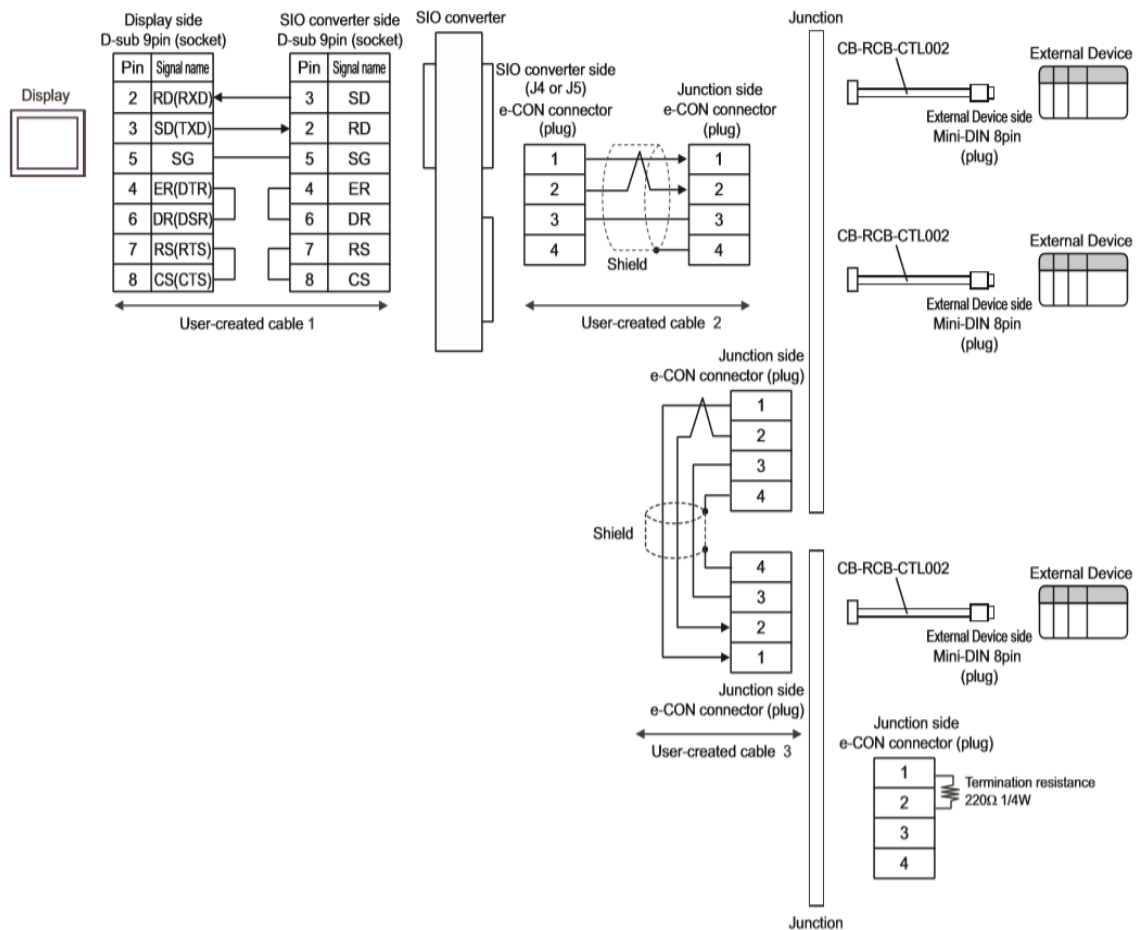 Display
Display side
D-sub 9pin (socket)
Pin Signal name
2 RD(RXD)
3 SD(TXD)
5 SG
4 ER(DTR)
6 DR(DSR)
7 RS(RTS)
8 CS(CTS)
SIO converter side
D-sub 9pin (socket)
Pin Signal name
3 SD
2 RD
5 SG
4 ER
6 DR
7 RS
8 CS
User-created cable 1
SIO converter
SIO converter side
(J4 or J5)
e-CON connector
(plug)
1
2
3
4
Shield
Junction side
e-CON connector
(plug)
1
2
3
4
User-created cable 2
Junction
CB-RCB-CTL002
External Device side
Mini-DIN 8pin
(plug)
External Device
CB-RCB-CTL002
External Device side
Mini-DIN 8pin
(plug)
External Device
Junction side
e-CON connector (plug)
1
2
3
4
Shield
4
3
2
1
Junction side
e-CON connector (plug)
User-created cable 3
CB-RCB-CTL002
External Device side
Mini-DIN 8pin
(plug)
External Device
Junction side
e-CON connector (plug)
1
2
3
4
Termination resistance
220Ω 1/4W
Junction